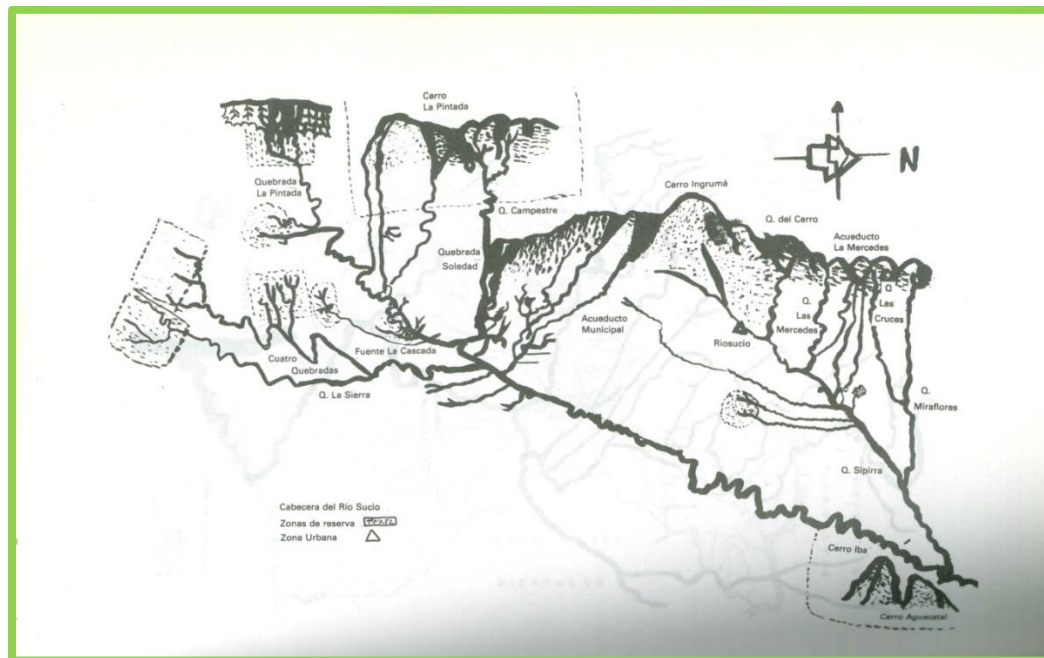 Cerro
La Pintada
Quebrada
La Pintada
Q. Campestre
Quebrada
Soledad
Cerro Ingrumá
Q. del Cerro
Acueducto
La Mercedes
N
Q.
Las
Cruces
Q.
Las
Mercedes
Acueducto
Municipal
Riosucio
Fuente La Cascada
Cuatro
Quebradas
Q. La Sierra
Q.
Miraflores
Q. Sipirra
Cabecera del Río Sucio
Zonas de reserva
Zona Urbana
Cerro Iba
Cerro Aguacatal